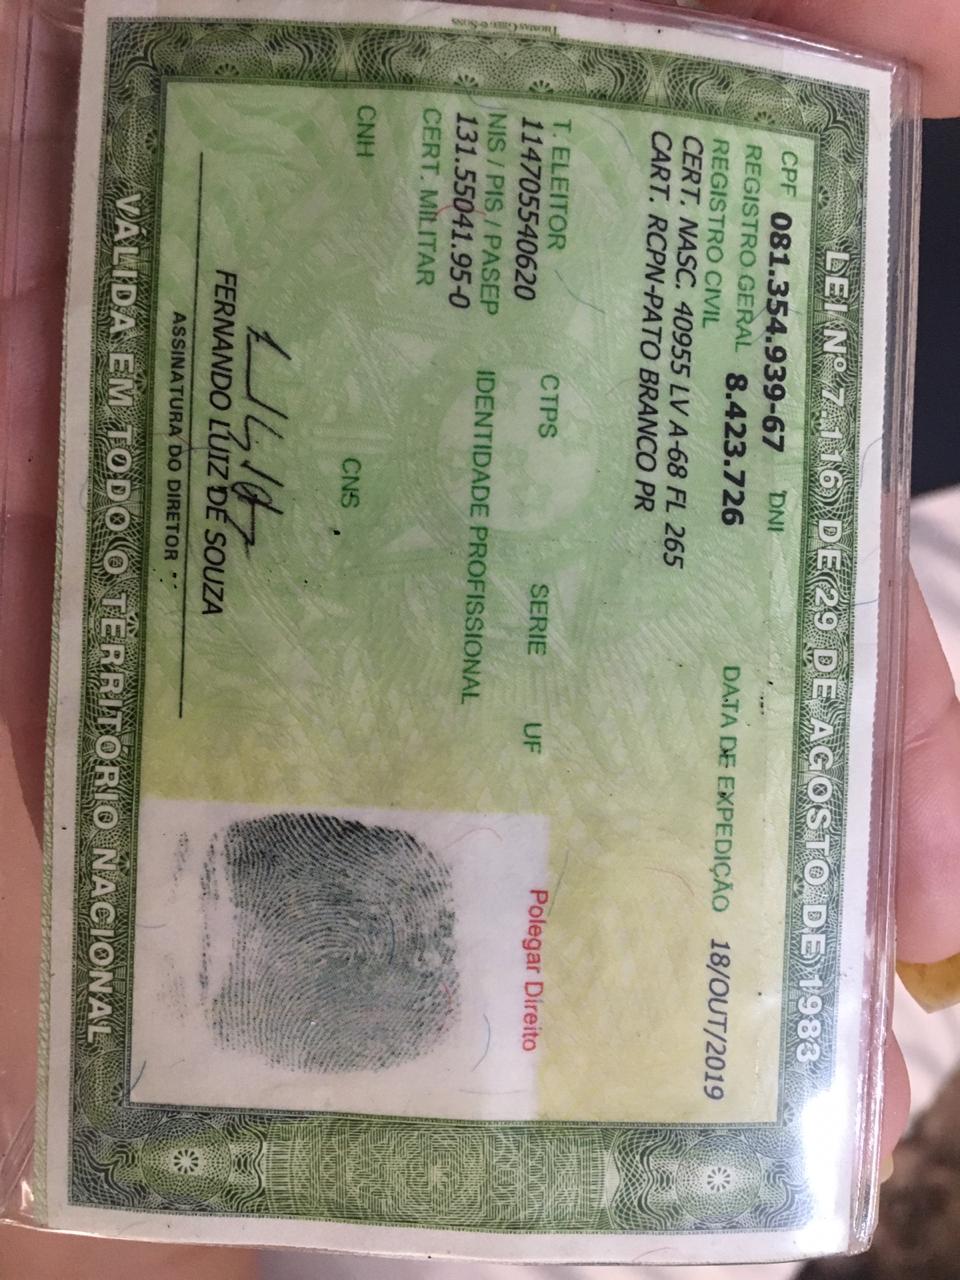 LEI Nº 7.116 DE 29 DE AGOSTO DE 1983
CPF 081.354.939-67 DNI
REGISTRO GERAL 8.423.726 DATA DE EXPEDIÇÃO 18/OUT/2019
REGISTRO CIVIL
CERT. NASC. 40955 LV A-68 FL 265
CART. RCPN-PATO BRANCO PR
T. ELEITOR CTPS SERIE UF
114705540620
Polegar Direito
NIS / PIS / PASEP IDENTIDADE PROFISSIONAL
131.55041.95-0
CERT. MILITAR
CNH CNS
FERNANDO LUIZ DE SOUZA
ASSINATURA DO DIRETOR
VÁLIDA EM TODO O TERRITÓRIO NACIONAL